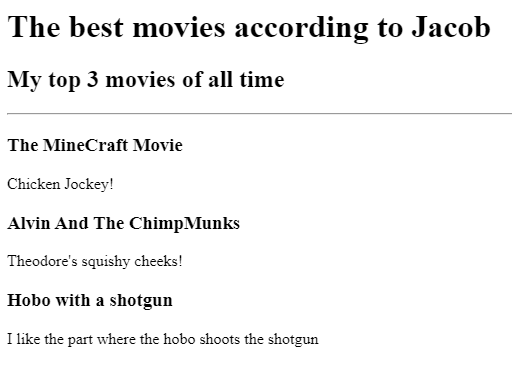 The best movies according to Jacob
My top 3 movies of all time
The MineCraft Movie
Chicken Jockey!
Alvin And The ChimpMunks
Theodore's squishy cheeks!
Hobo with a shotgun
I like the part where the hobo shoots the shotgun